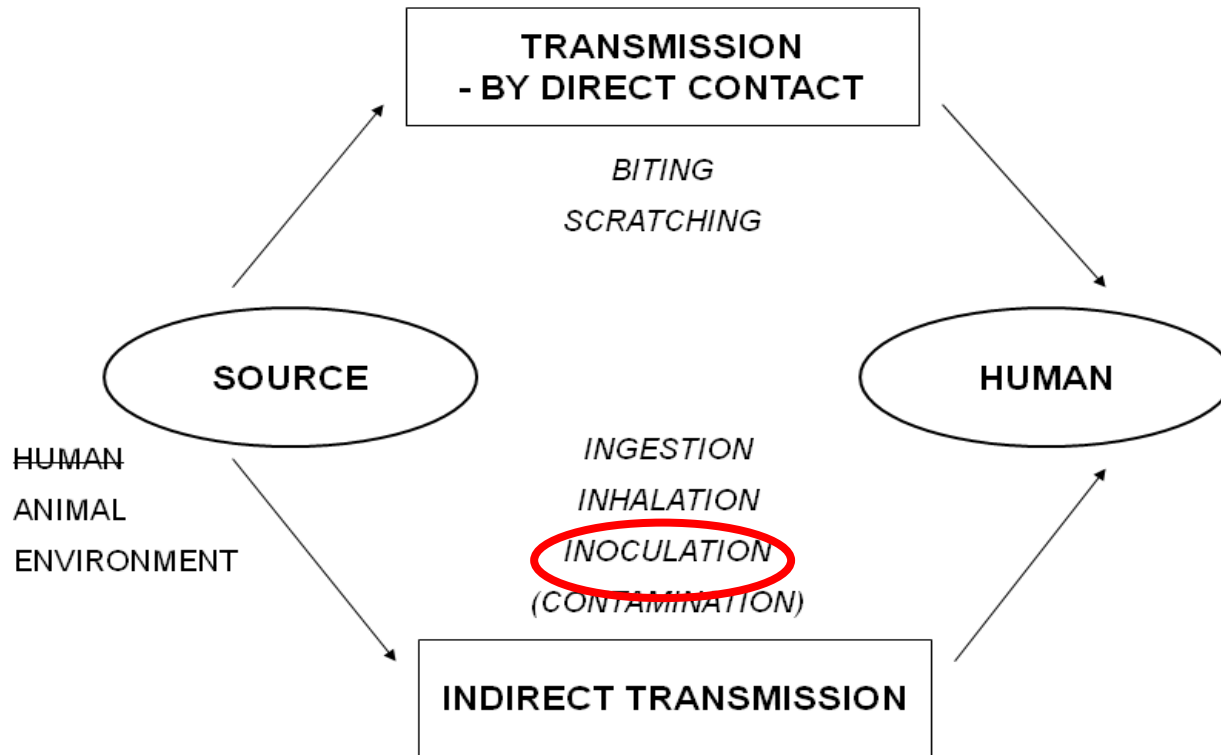 TRANSMISSION
- BY DIRECT CONTACT
BITING
SCRATCHING
SOURCE
HUMAN
HUMAN
ANIMAL
ENVIRONMENT
INGESTION
INHALATION
INOCULATION
(CONTAMINATION)
INDIRECT TRANSMISSION